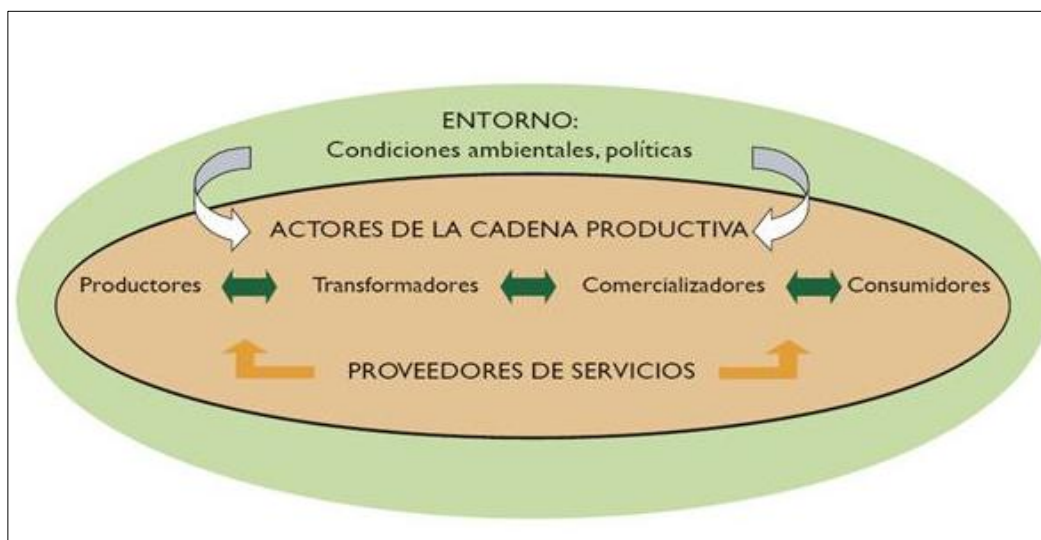 ENTORNO:
Condiciones ambientales, políticas
ACTORES DE LA CADENA PRODUCTIVA
Productores Transformadores Comercializadores Consumidores
PROVEEDORES DE SERVICIOS